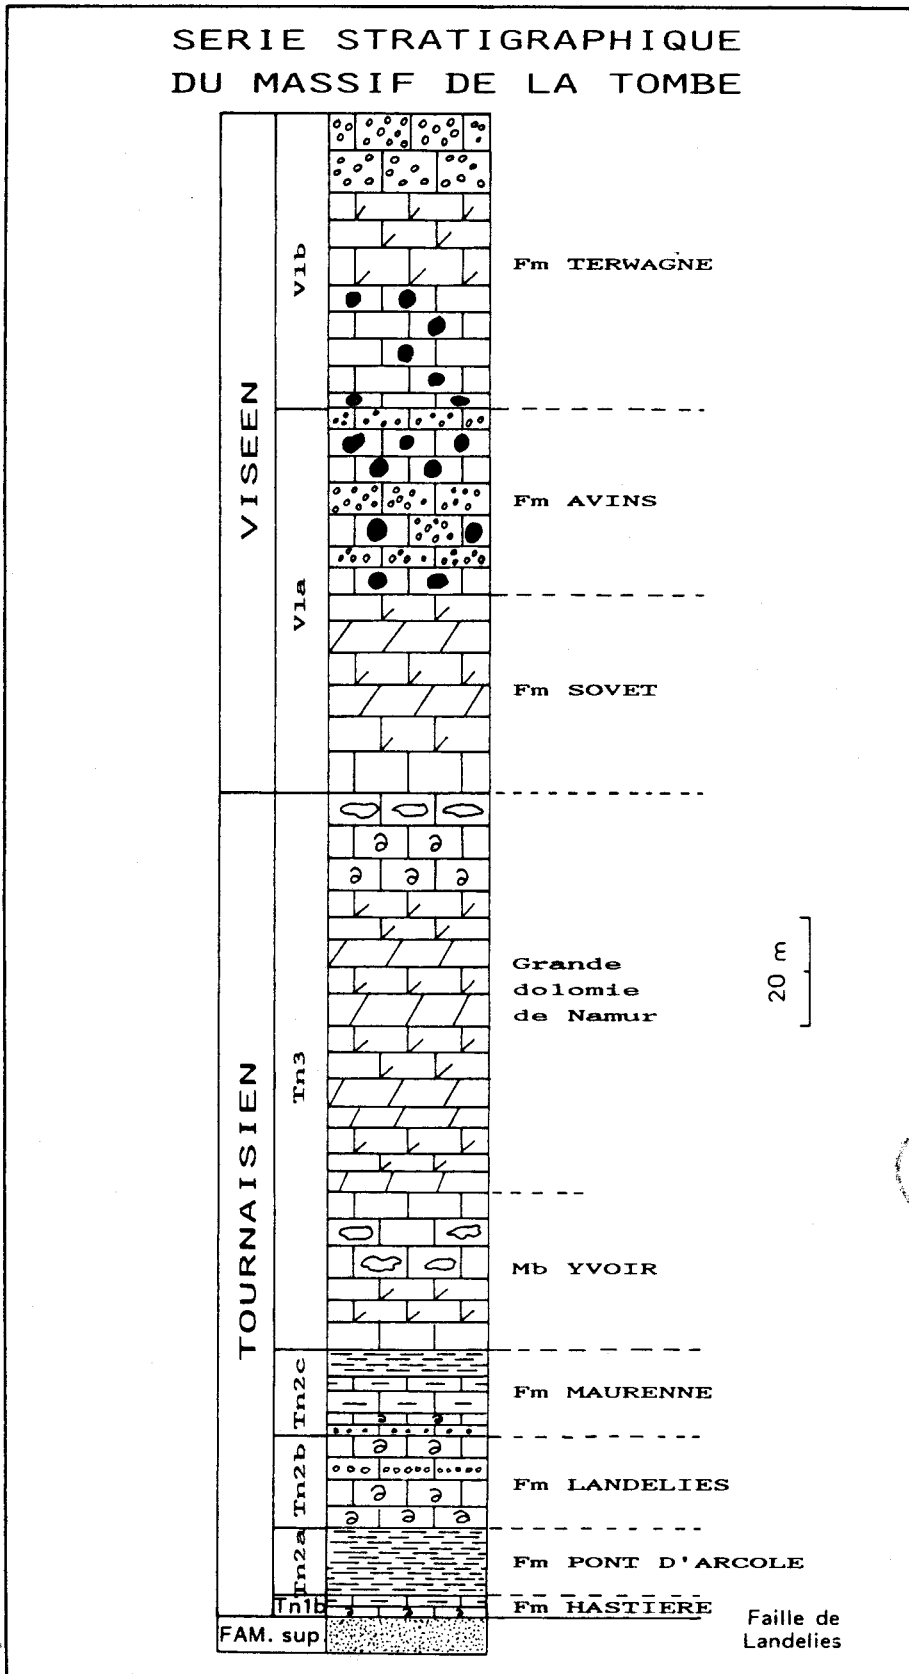 SERIE STRATIGRAPHIQUE
DU MASSIF DE LA TOMBE
VISEEN
V1b
Fm TERWAGNE
V1a
Fm AVINS
Fm SOVET
TOURNAISIEN
Tn3
Grande
dolomie
de Namur
20 m
Mb YVOIR
Tn2c
Fm MAURENNE
Tn2b
Fm LANDELIES
Tn2a
Fm PONT D'ARCOLE
Tn1b
Fm HASTIERE
FAM. sup.
Faille de
Landelies